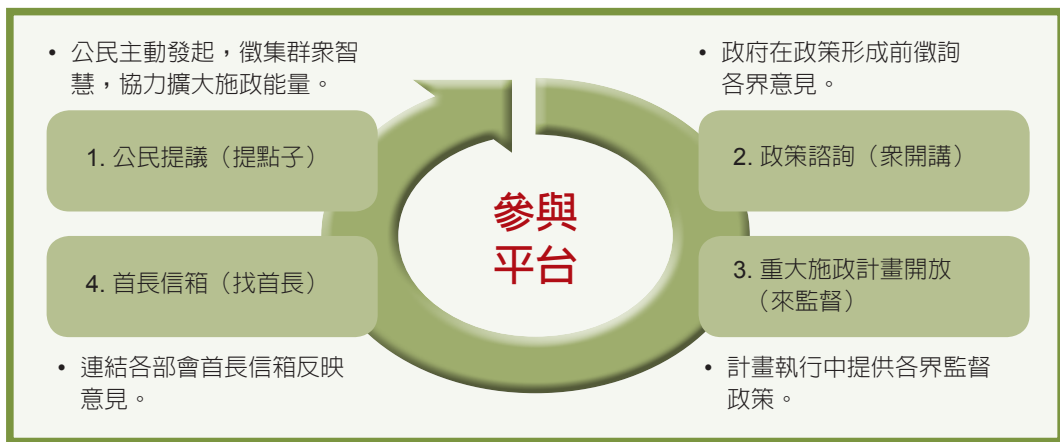 • 公民主動發起，徵集群眾智
慧，協力擴大施政能量。
1. 公民提議（提點子）
• 政府在政策形成前徵詢
各界意見。
2. 政策諮詢（眾開講）
參與
平台
4. 首長信箱（找首長）
• 連結各部會首長信箱反映
意見。
3. 重大施政計畫開放
（來監督）
• 計畫執行中提供各界監督
政策。